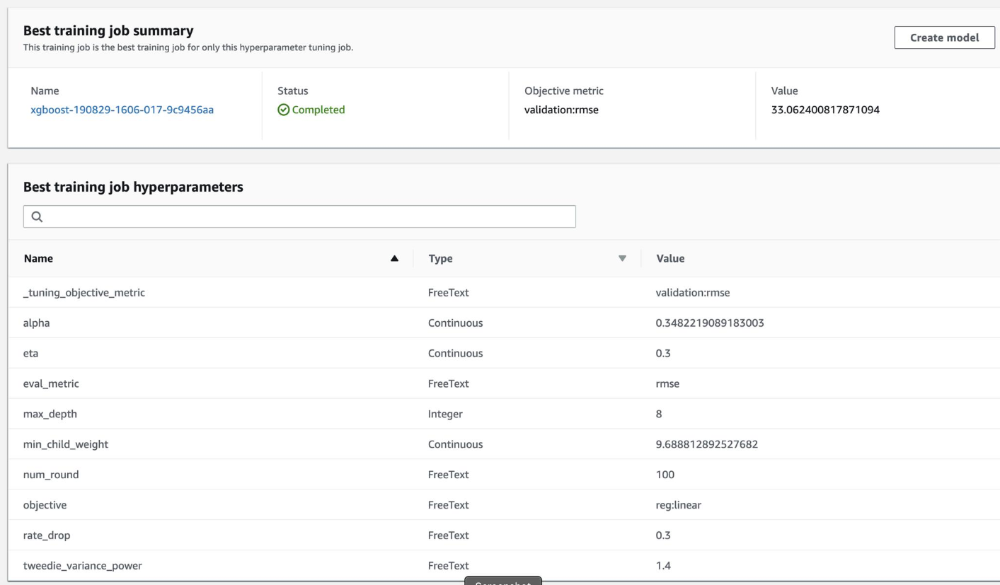 Best training job summary
This training job is the best training job for only this hyperparameter tuning job.
Create model
Name Status Objective metric Value
xgboost-190829-1606-017-9c9456aa Completed validation:rmse 33.062400817871094
Best training job hyperparameters
Name Type Value
_tuning_objective_metric FreeText validation:rmse
alpha Continuous 0.3482219089183003
eta Continuous 0.3
eval_metric FreeText rmse
max_depth Integer 8
min_child_weight Continuous 9.688812892527682
num_round FreeText 100
objective FreeText reg:linear
rate_drop FreeText 0.3
tweedie_variance_power FreeText 1.4